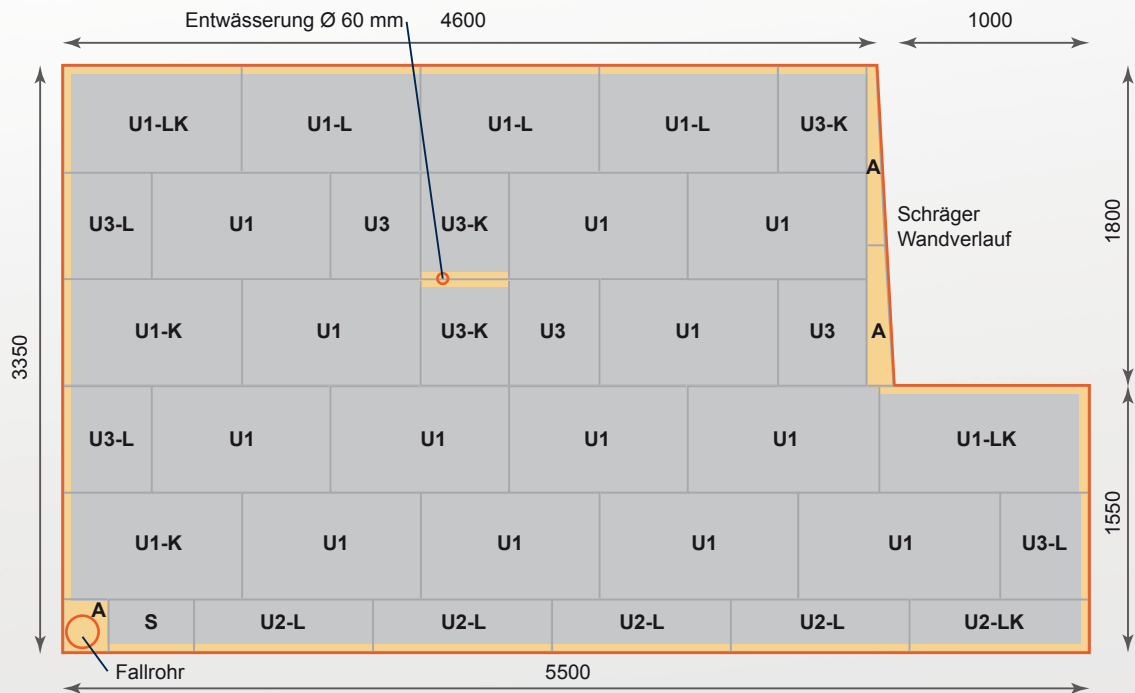 Entwässerung Ø 60 mm 4600 1000
U1-LK U1-L U1-L U1-L U3-K
A
U3-L U1 U3 U3-K U1 U1
Schräger
Wandverlauf
1800
3350
U1-K U1 U3-K U3 U1 U3 A
U3-L U1 U1 U1 U1 U1-LK
1550
U1-K U1 U1 U1 U1 U3-L
A S U2-L U2-L U2-L U2-L U2-LK
Fallrohr 5500